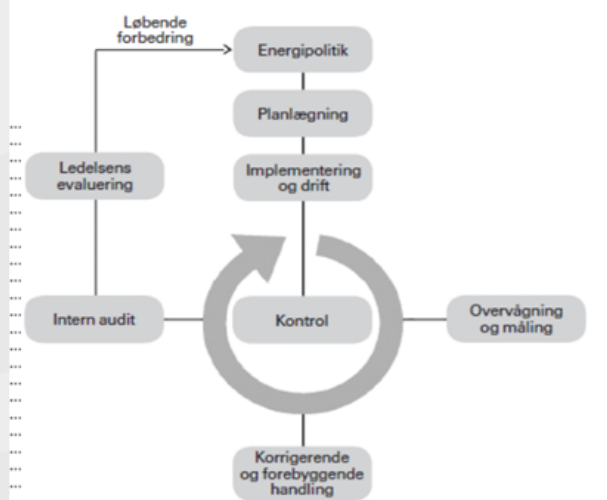 Løbende
forbedring
Energipolitik
Planlægning
Ledelsens
evaluering
Implementering
og drift
Intern audit
Kontrol
Overvågning
og måling
Korrigerende
og forebyggende
handling